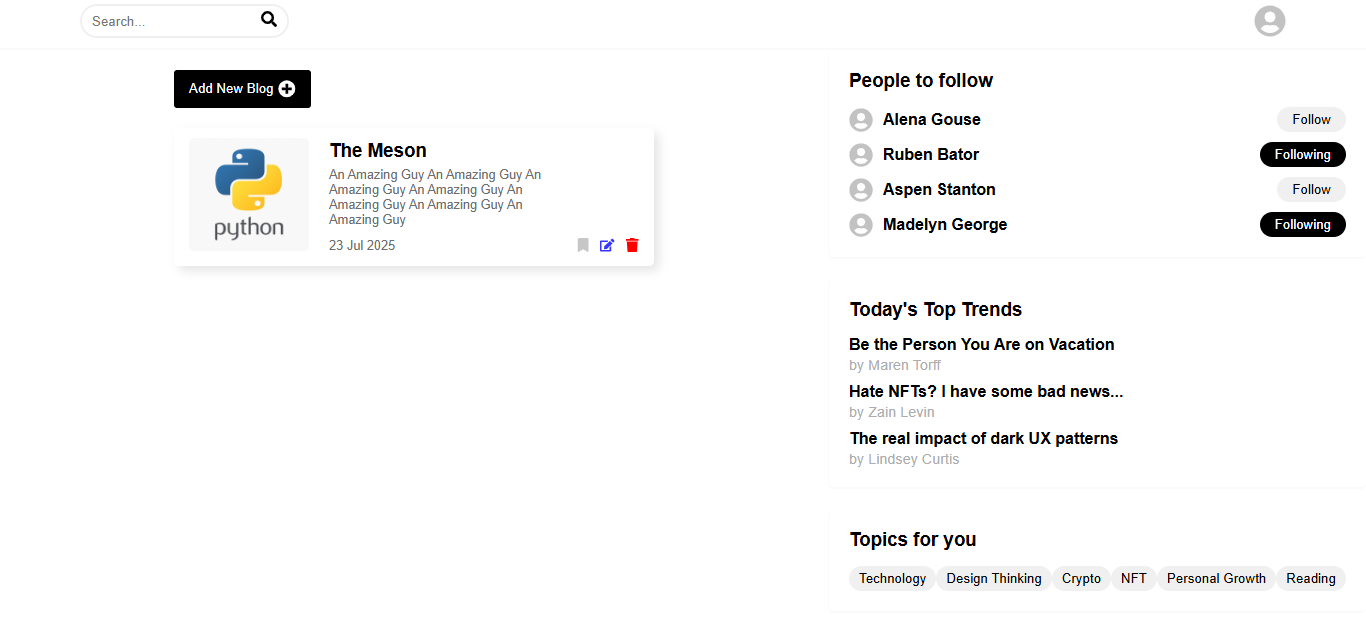 Search...
Add New Blog
python
The Meson
An Amazing Guy An Amazing Guy An
Amazing Guy An Amazing Guy An
Amazing Guy An Amazing Guy An
Amazing Guy
23 Jul 2025
People to follow
Alena Gouse
Follow
Ruben Bator
Following
Aspen Stanton
Follow
Madelyn George
Following
Today's Top Trends
Be the Person You Are on Vacation
by Maren Torff
Hate NFTs? I have some bad news...
by Zain Levin
The real impact of dark UX patterns
by Lindsey Curtis
Topics for you
Technology Design Thinking Crypto NFT Personal Growth Reading